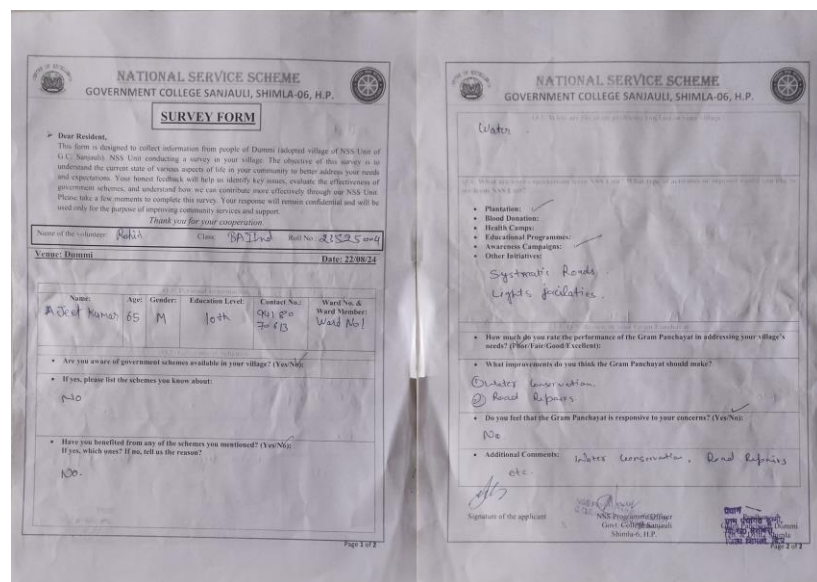 NATIONAL SERVICE SCHEME
GOVERNMENT COLLEGE SANJAULI, SHIMLA-06, H.P.
SURVEY FORM
➤ Dear Resident,
This form is designed to collect information from people of Dummi (adopted village of NSS Unit of
G.C. Sanjauli). NSS Unit conducting a survey in your village. The objective of this survey is to
understand the current state of various aspects of life in your community to better address your needs
and expectations. Your honest feedback will help us identify key issues, evaluate the effectiveness of
government schemes, and understand how we can contribute more effectively through our NSS Unit.
Please take a few moments to complete this survey. Your response will remain confidential and will be
used only for the purpose of improving community services and support.
Thank you for your cooperation.
Name of the volunteer: Rohil Class BA IInd Roll No.
Venue: Dummi Date: 22/08/24
Name: Age: Gender: Education Level: Contact No.: Ward No. &
Ward Member:
Ajeet Kumar 65 M 10th Ward No 1
• Are you aware of government schemes available in your village? (Yes/No):
• If yes, please list the schemes you know about:
No
• Have you benefited from any of the schemes you mentioned? (Yes/No):
If yes, which ones? If no, tell us the reason?
No.
Page 1 of 2
NATIONAL SERVICE SCHEME
GOVERNMENT COLLEGE SANJAULI, SHIMLA-06, H.P.
Water
• Plantation:
• Blood Donation:
• Health Camps:
• Educational Programmes:
• Awareness Campaigns:
• Other Initiatives:
Systmatic Roads.
Lights facilaties.
• How much do you rate the performance of the Gram Panchayat in addressing your village's
needs? (Poor/Fair/Good/Excellent):
• What improvements do you think the Gram Panchayat should make?
① Water Conservation.
② Road Repairs
• Do you feel that the Gram Panchayat is responsive to your concerns? (Yes/No):
No
• Additional Comments: Water Conservation, Road Repairs
etc.
Signature of the applicant
NSS Programme Officer
Govt. College Sanjauli
Shimla-6, H.P.
प्रधान
Page 2 of 2